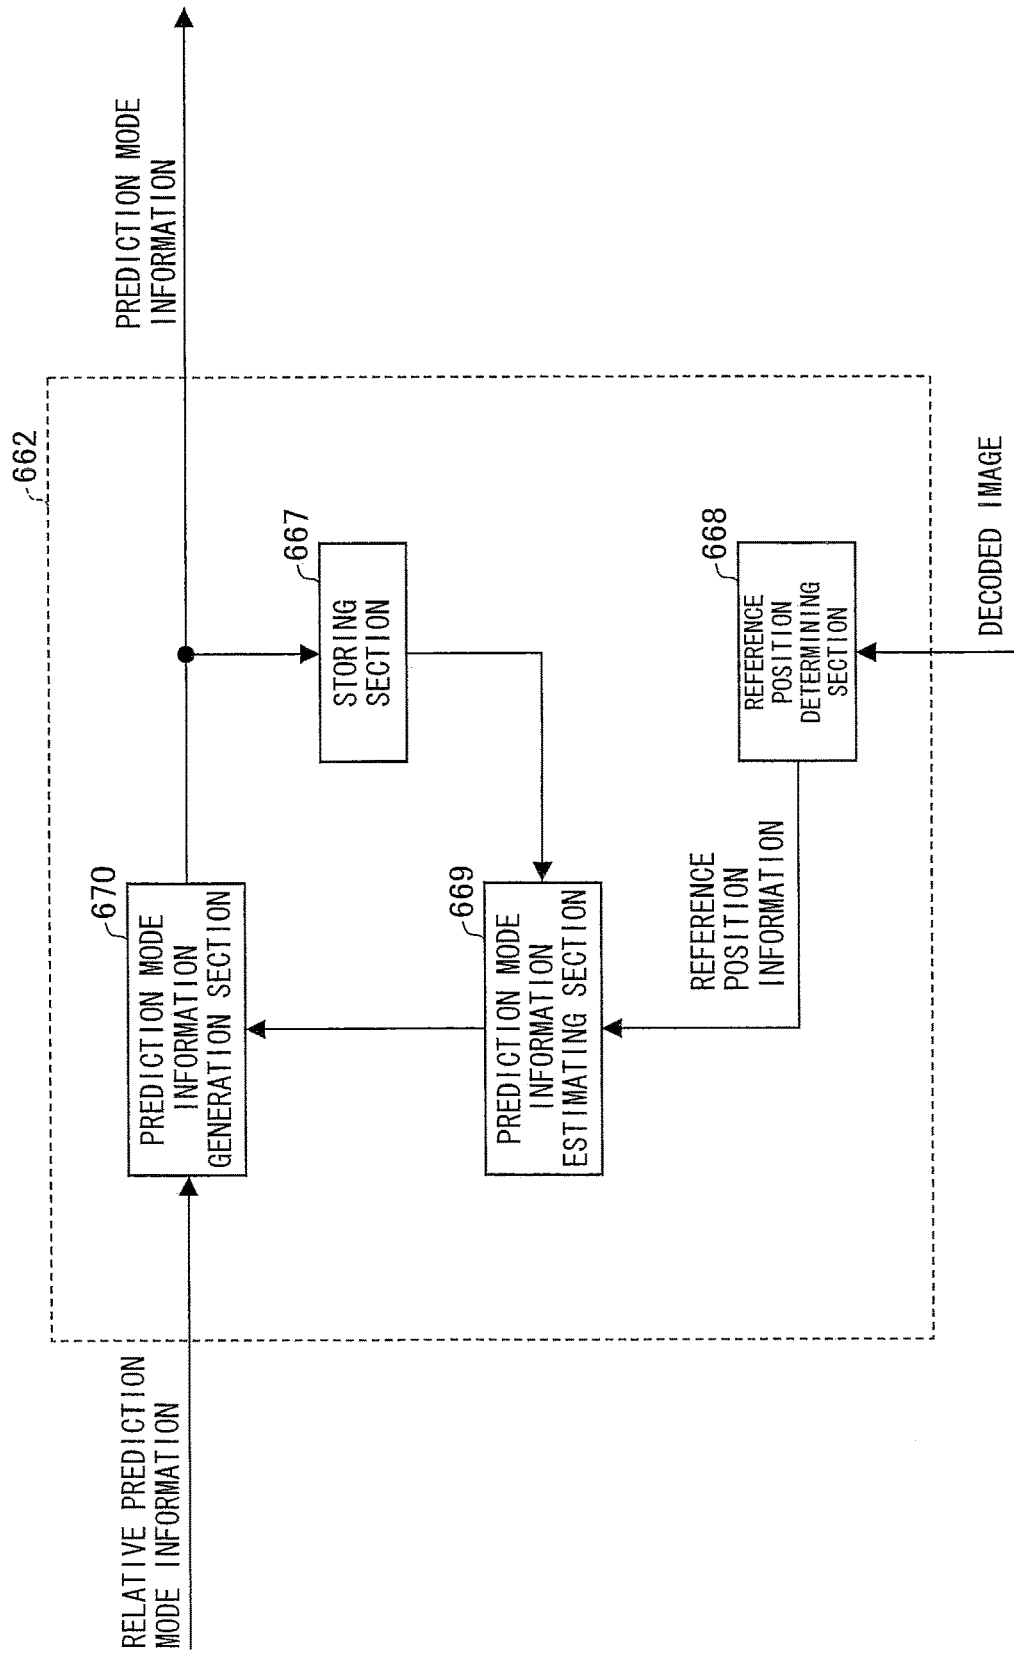 RELATIVE PREDICTION
MODE INFORMATION
662
670
PREDICTION MODE
INFORMATION
GENERATION SECTION
PREDICTION MODE
INFORMATION
667
STORING
SECTION
669
PREDICTION MODE
INFORMATION
ESTIMATING SECTION
REFERENCE
POSITION
INFORMATION
668
REFERENCE
POSITION
DETERMINING
SECTION
DECODED IMAGE